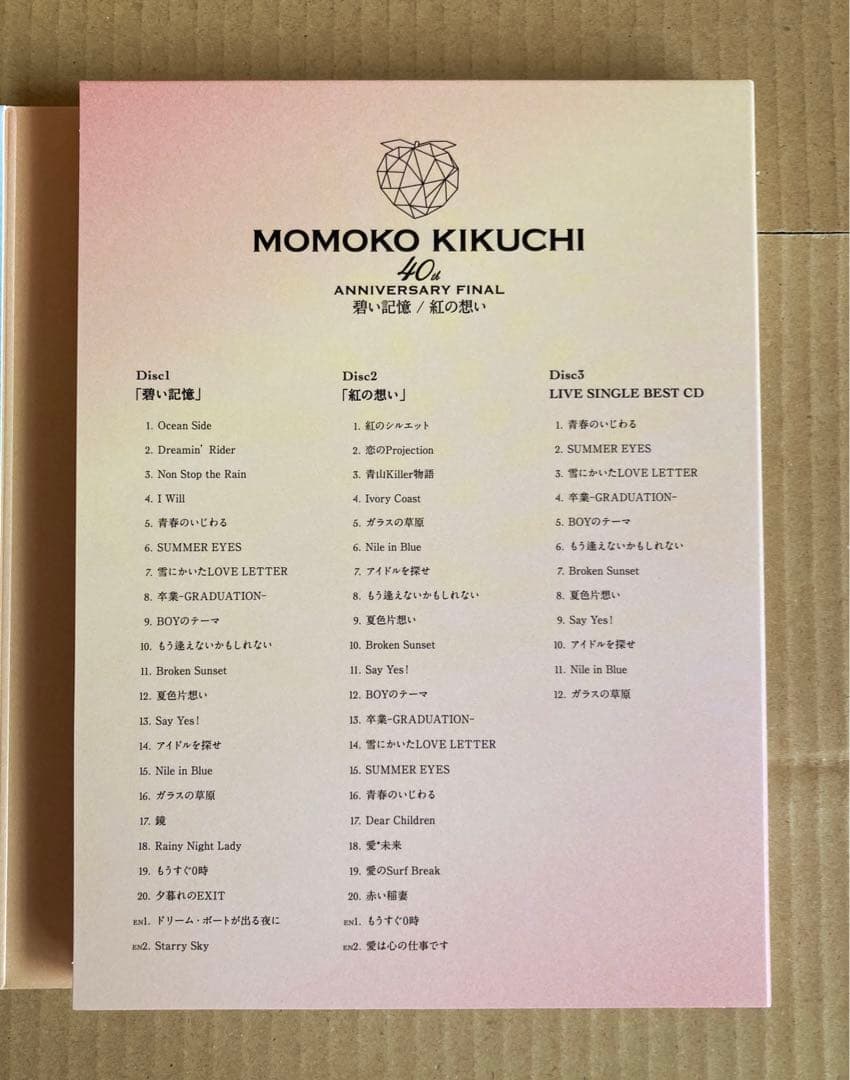 MOMOKO KIKUCHI
40th
ANNIVERSARY FINAL
碧い記憶 / 紅の想い
Disc1
「碧い記憶」
1. Ocean Side
2. Dreamin' Rider
3. Non Stop the Rain
4. I Will
5. 青春のいじわる
6. SUMMER EYES
7. 雪にかいたLOVE LETTER
8. 卒業-GRADUATION-
9. BOYのテーマ
10. もう逢えないかもしれない
11. Broken Sunset
12. 夏色片想い
13. Say Yes!
14. アイドルを探せ
15. Nile in Blue
16. ガラスの草原
17. 鏡
18. Rainy Night Lady
19. もうすぐ0時
20. 夕暮れのEXIT
EN1. ドリーム・ボートが出る夜に
EN2. Starry Sky
Disc2
「紅の想い」
1. 紅のシルエット
2. 恋のProjection
3. 青山Killer物語
4. Ivory Coast
5. ガラスの草原
6. Nile in Blue
7. アイドルを探せ
8. もう逢えないかもしれない
9. 夏色片想い
10. Broken Sunset
11. Say Yes!
12. BOYのテーマ
13. 卒業-GRADUATION-
14. 雪にかいたLOVE LETTER
15. SUMMER EYES
16. 青春のいじわる
17. Dear Children
18. 愛*未来
19. 愛のSurf Break
20. 赤い稲妻
EN1. もうすぐ0時
EN2. 愛は心の仕事です
Disc3
LIVE SINGLE BEST CD
1. 青春のいじわる
2. SUMMER EYES
3. 雪にかいたLOVE LETTER
4. 卒業-GRADUATION-
5. BOYのテーマ
6. もう逢えないかもしれない
7. Broken Sunset
8. 夏色片想い
9. Say Yes!
10. アイドルを探せ
11. Nile in Blue
12. ガラスの草原